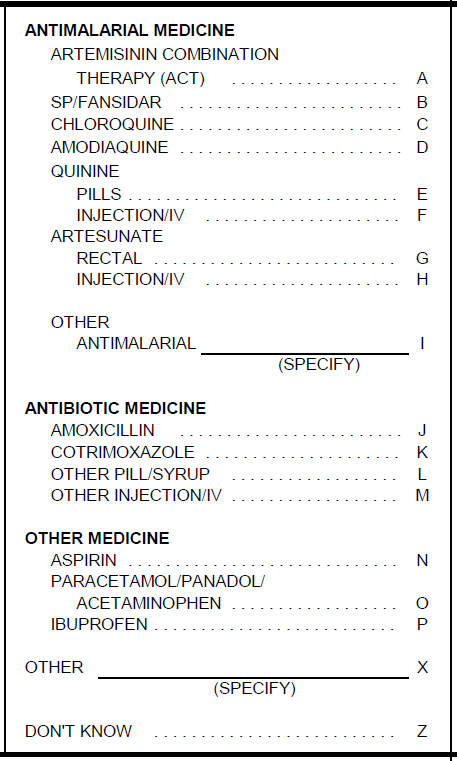 ANTIMALARIAL MEDICINE
ARTEMISININ COMBINATION
THERAPY (ACT) . . . . . . . . . . . . . . . . . A
SP/FANSIDAR . . . . . . . . . . . . . . . . . . . . . . B
CHLOROQUINE . . . . . . . . . . . . . . . . . . . . . . C
AMODIAQUINE . . . . . . . . . . . . . . . . . . . . . . D
QUININE
PILLS . . . . . . . . . . . . . . . . . . . . . . . . . . . E
INJECTION/IV . . . . . . . . . . . . . . . . . . . F
ARTESUNATE
RECTAL . . . . . . . . . . . . . . . . . . . . . . . . G
INJECTION/IV . . . . . . . . . . . . . . . . . . . H
OTHER
ANTIMALARIAL ____________________ I
(SPECIFY)
ANTIBIOTIC MEDICINE
AMOXICILLIN . . . . . . . . . . . . . . . . . . . . . . J
COTRIMOXAZOLE . . . . . . . . . . . . . . . . . . . K
OTHER PILL/SYRUP . . . . . . . . . . . . . . . . . L
OTHER INJECTION/IV . . . . . . . . . . . . . . . . . M
OTHER MEDICINE
ASPIRIN . . . . . . . . . . . . . . . . . . . . . . . . . . . N
PARACETAMOL/PANADOL/
ACETAMINOPHEN . . . . . . . . . . . . . . . . . O
IBUPROFEN . . . . . . . . . . . . . . . . . . . . . . . . P
OTHER ______________________________ X
(SPECIFY)
DON'T KNOW . . . . . . . . . . . . . . . . . . . . . . . . Z